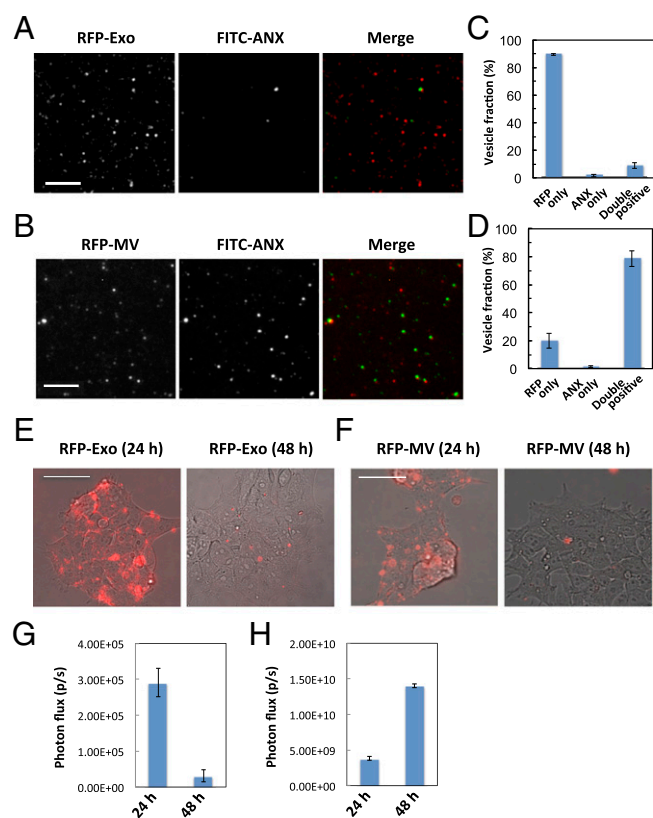 A
RFP-Exo
FITC-ANX
Merge
B
RFP-MV
FITC-ANX
Merge
C
Vesicle fraction (%)
100
80
60
40
20
0
RFP only
ANX only
Double positive
D
Vesicle fraction (%)
100
80
60
40
20
0
RFP only
ANX only
Double positive
E
RFP-Exo (24 h)
RFP-Exo (48 h)
F
RFP-MV (24 h)
RFP-MV (48 h)
G
Photon flux (p/s)
4.00E+05
3.00E+05
2.00E+05
1.00E+05
0.00E+00
24 h
48 h
H
Photon flux (p/s)
2.00E+10
1.50E+10
1.00E+10
5.00E+09
0.00E+00
24 h
48 h